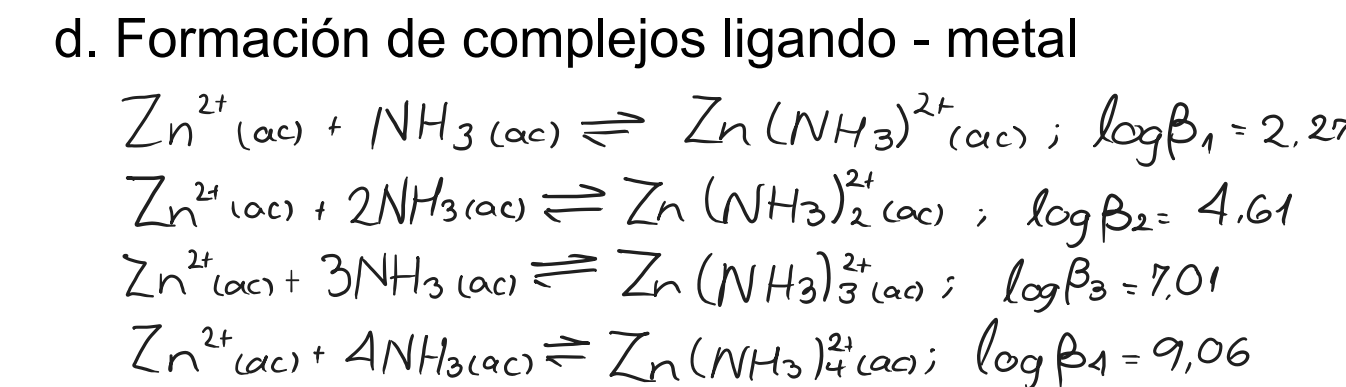 d. Formación de complejos ligando - metal
Zn²⁺(ac) + NH₃(ac) ⇌ Zn(NH₃)²⁺(ac) ; logβ₁ = 2.27
Zn²⁺(ac) + 2NH₃(ac) ⇌ Zn(NH₃)₂²⁺(ac) ; logβ₂ = 4.61
Zn²⁺(ac) + 3NH₃(ac) ⇌ Zn(NH₃)₃²⁺(ac) ; logβ₃ = 7,01
Zn²⁺(ac) + 4NH₃(ac) ⇌ Zn(NH₃)₄²⁺(ac) ; logβ₄ = 9,06